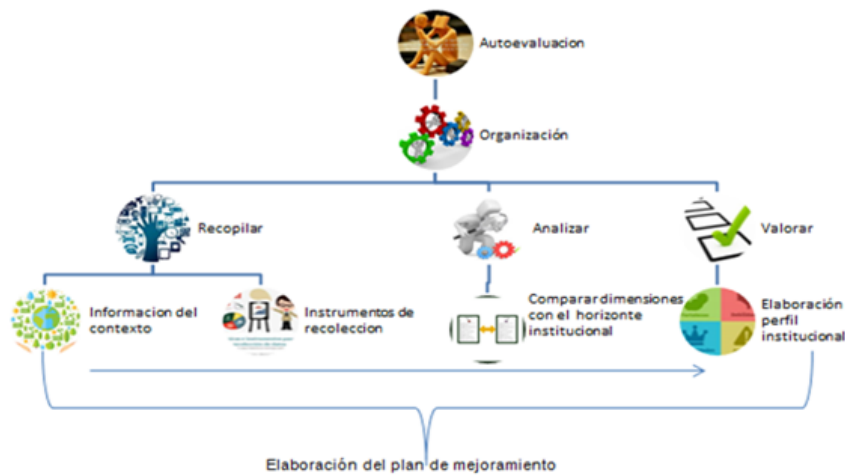 Autoevaluacion
Organización
Recopilar
Analizar
Valorar
Informacion del
contexto
Instrumentos de
recoleccion
Comparar dimensiones
con el horizonte
institucional
Elaboración
perfil
institucional
Elaboración del plan de mejoramiento